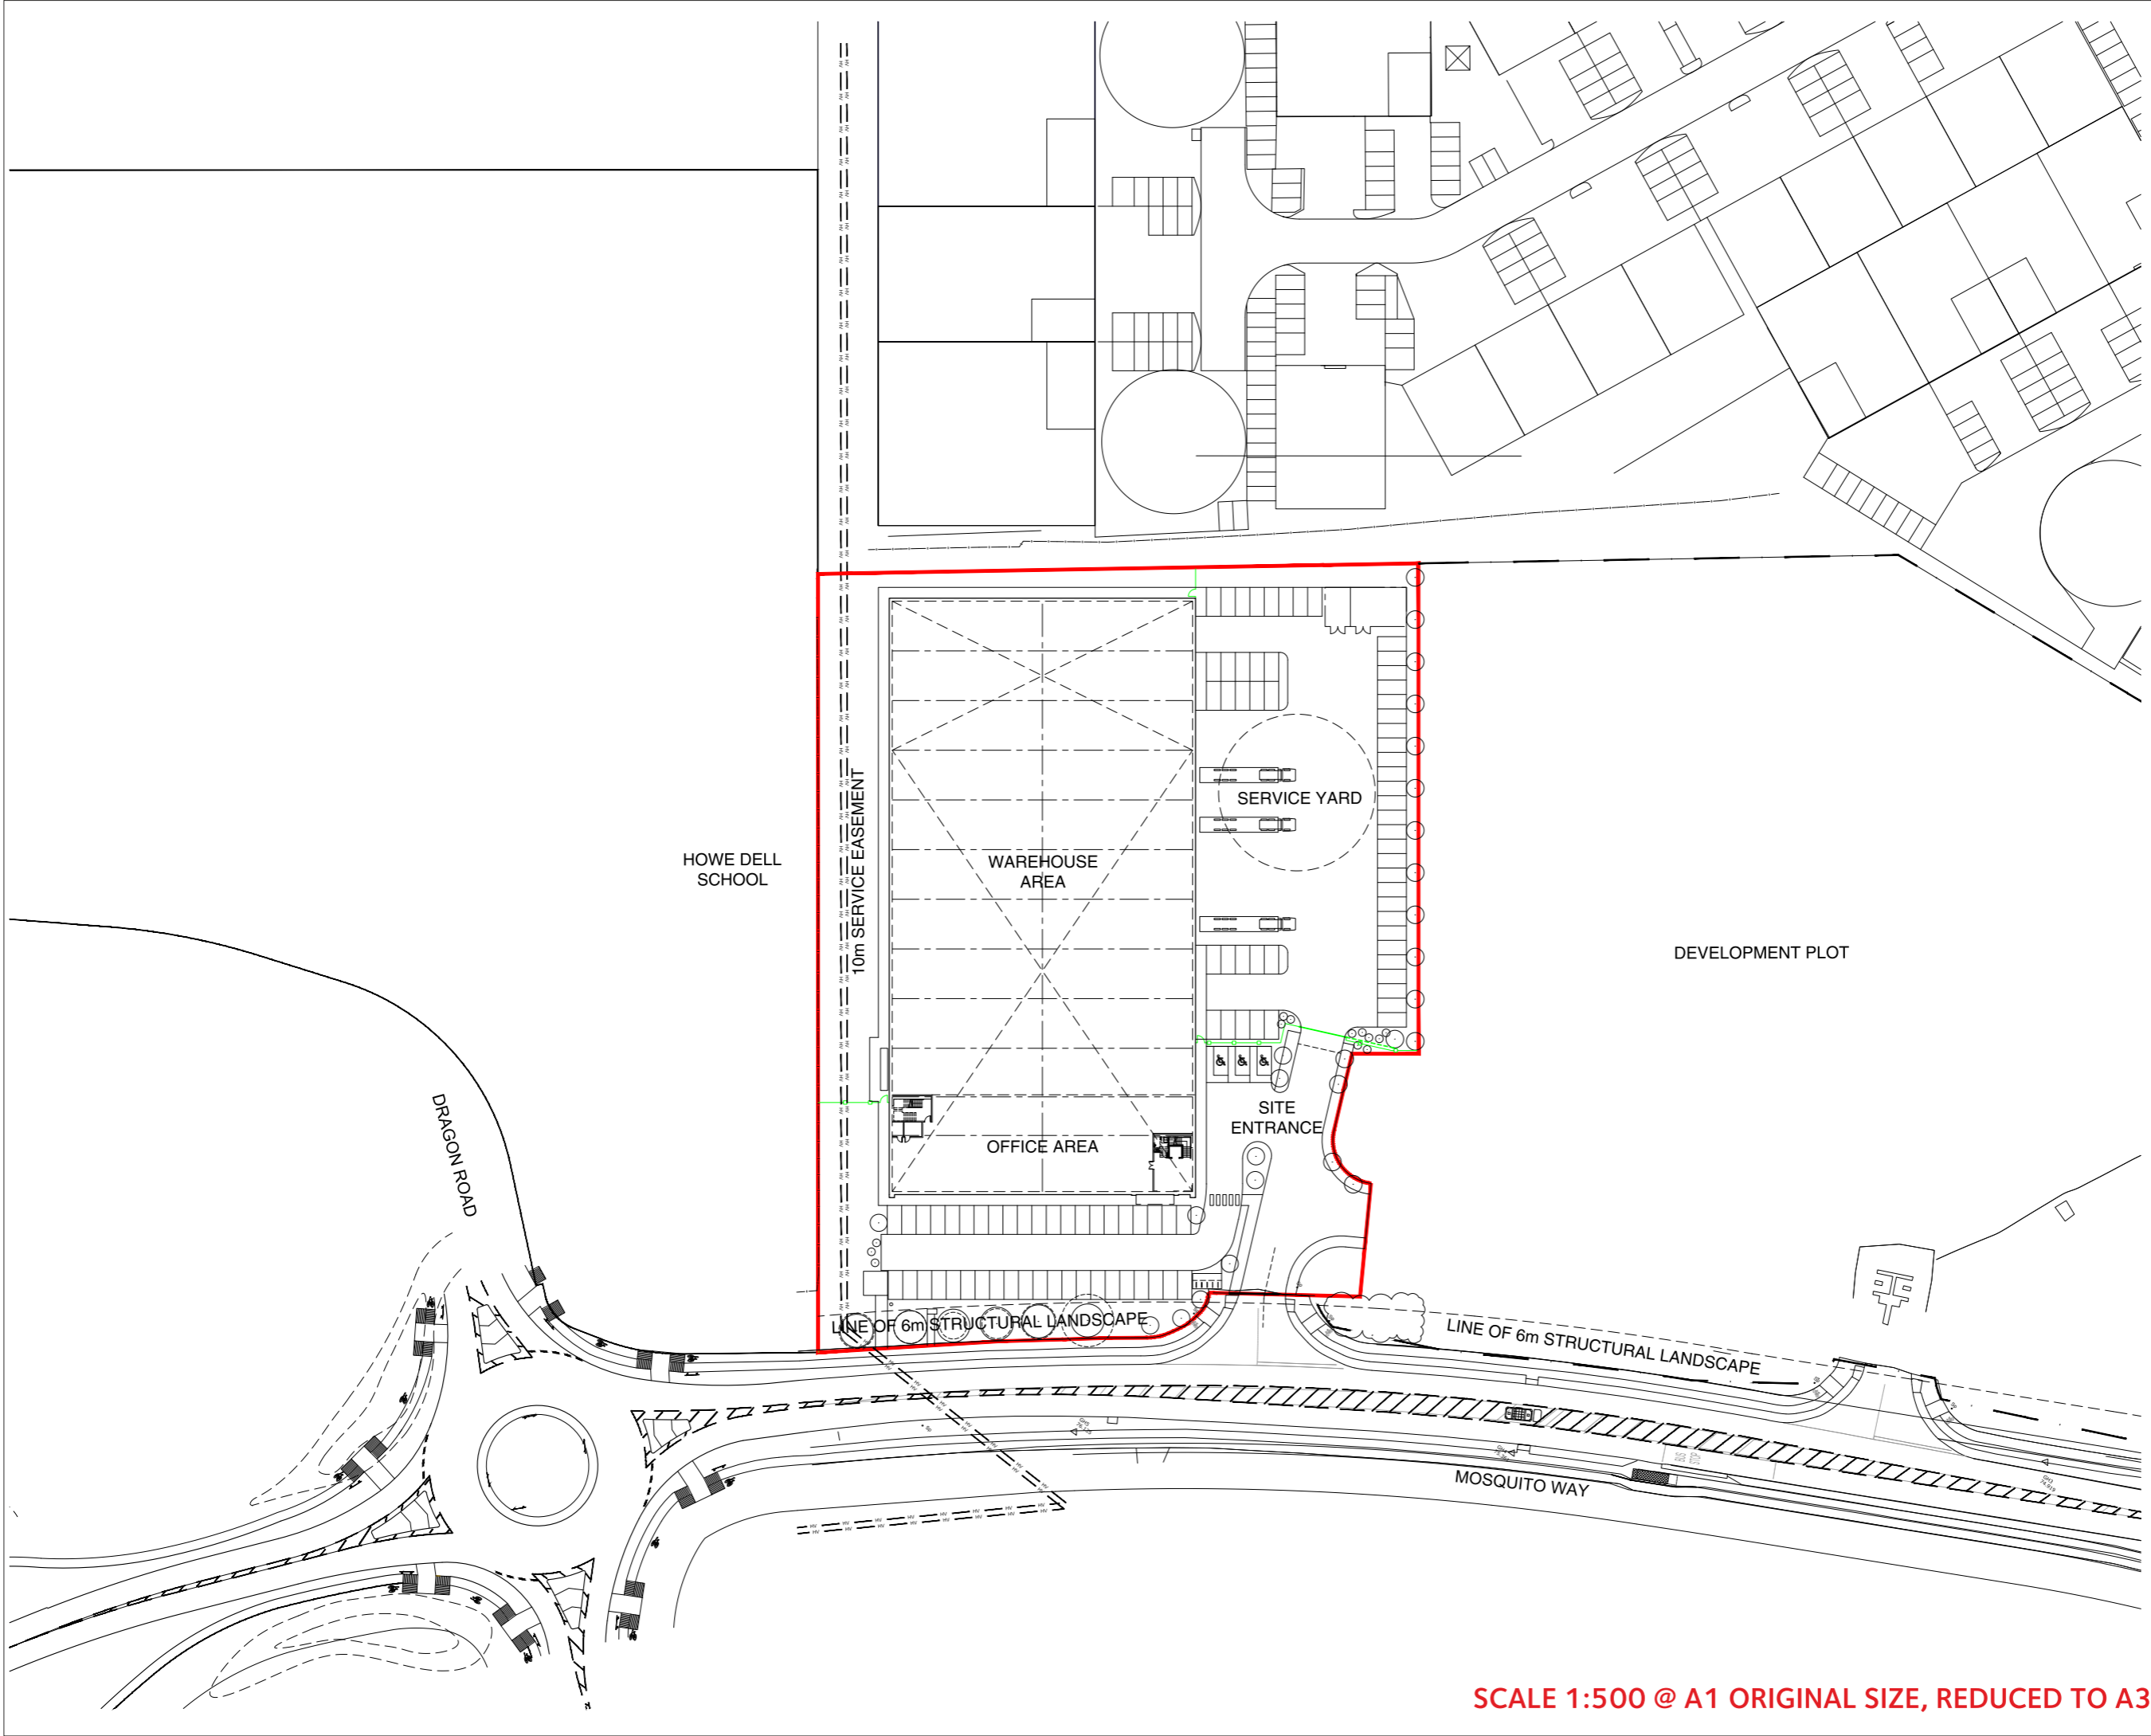 SERVICE YARD
10m SERVICE EASEMENT
HOWE DELL
SCHOOL
WAREHOUSE
AREA
DEVELOPMENT PLOT
DRAGON ROAD
SITE
ENTRANCE
OFFICE AREA
LINE OF 6m STRUCTURAL LANDSCAPE
LINE OF 6m STRUCTURAL LANDSCAPE
MOSQUITO WAY
SCALE 1:500 @ A1 ORIGINAL SIZE, REDUCED TO A3